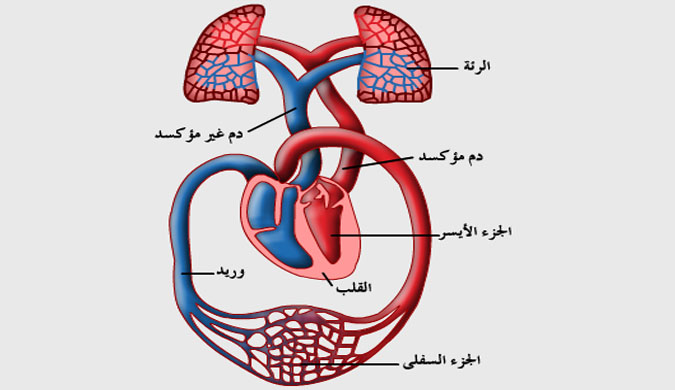 الرئة
دم غير مؤكسد
دم مؤكسد
الجزء الأيسر
وريد
القلب
الجزء السفلى